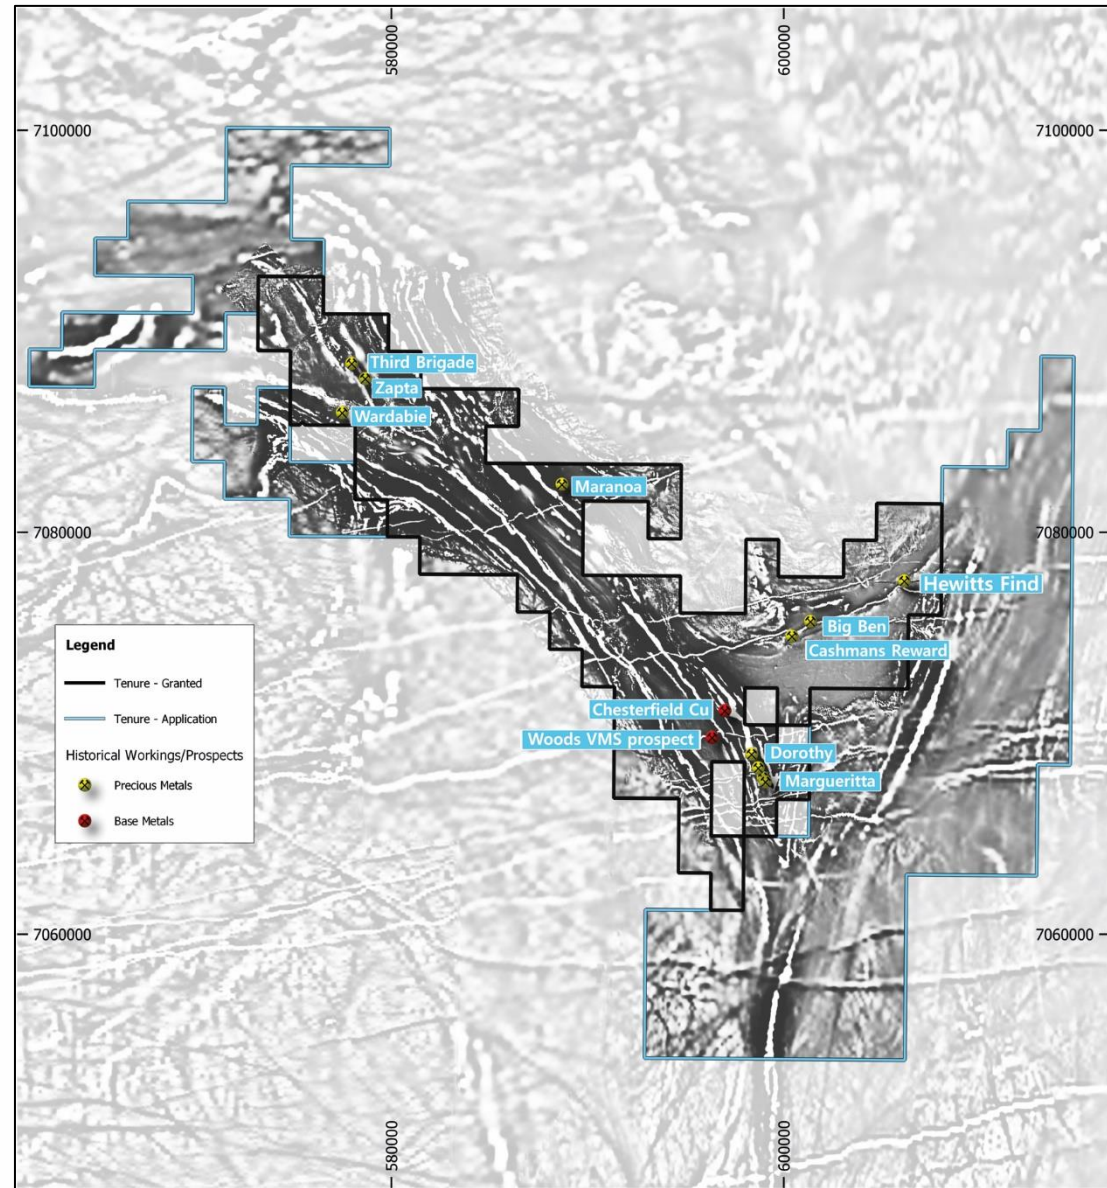 580000
600000
7100000
7100000
Third Brigade
Zapta
Wardabie
Maranoa
7080000
7080000
Hewitts Find
Big Ben
Cashmans Reward
Chesterfield Cu
Woods VMS prospect
Dorothy
Margueritta
Legend
Tenure - Granted
Tenure - Application
Historical Workings/Prospects
Precious Metals
Base Metals
7060000
7060000
580000
600000